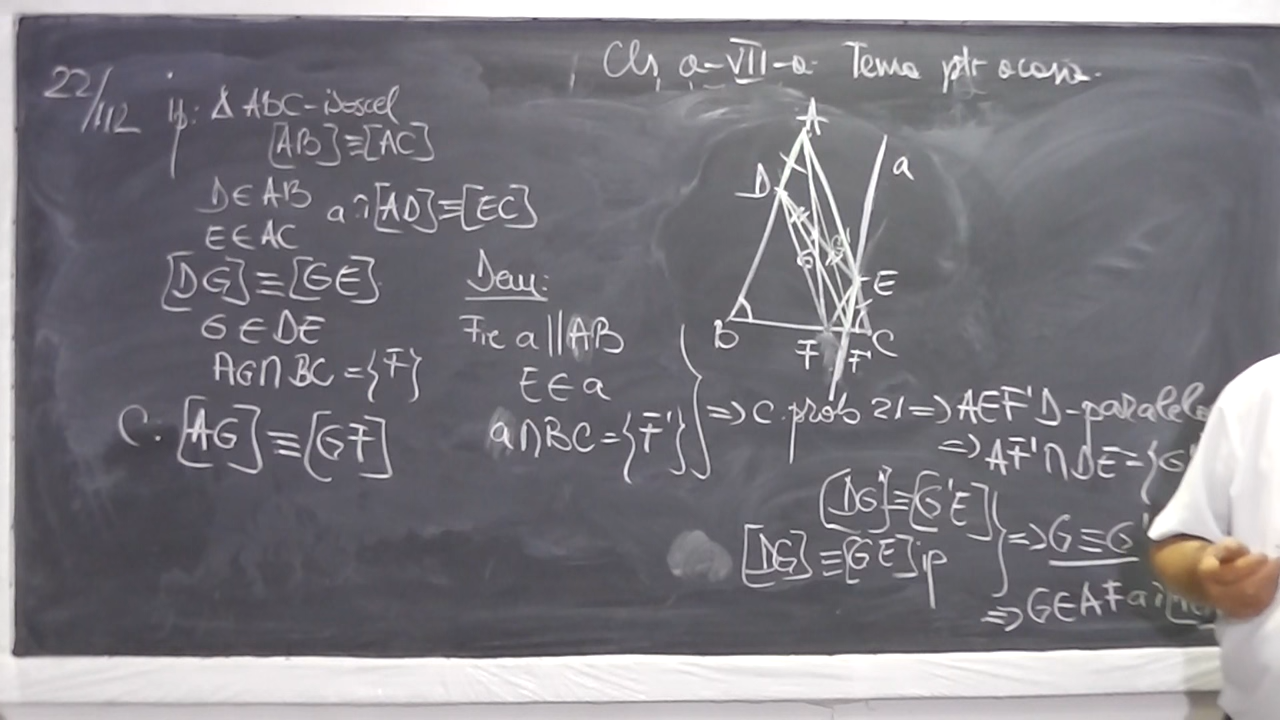 Cls a-VII-a Tema ptr acasă.
22/112 ip: Δ ABC-isoscel
[AB]≡[AC]
D∈AB
E∈AC
a.î. [AD]≡[EC]
[DG]≡[GE]
G∈DE
AG∩BC={F}
C. [AG]≡[GF]
Dem:
Fie a||AB
E∈a
a∩BC={F'}
=> c. prob 21 => AEF'D-
=> AF'∩DE={G'
[DG']≡[G'E]
[DG]≡[GE] ip
=> G≡G'
=> G∈AF a.î.
A
D
a
G
G'
E
B
F
F'
C